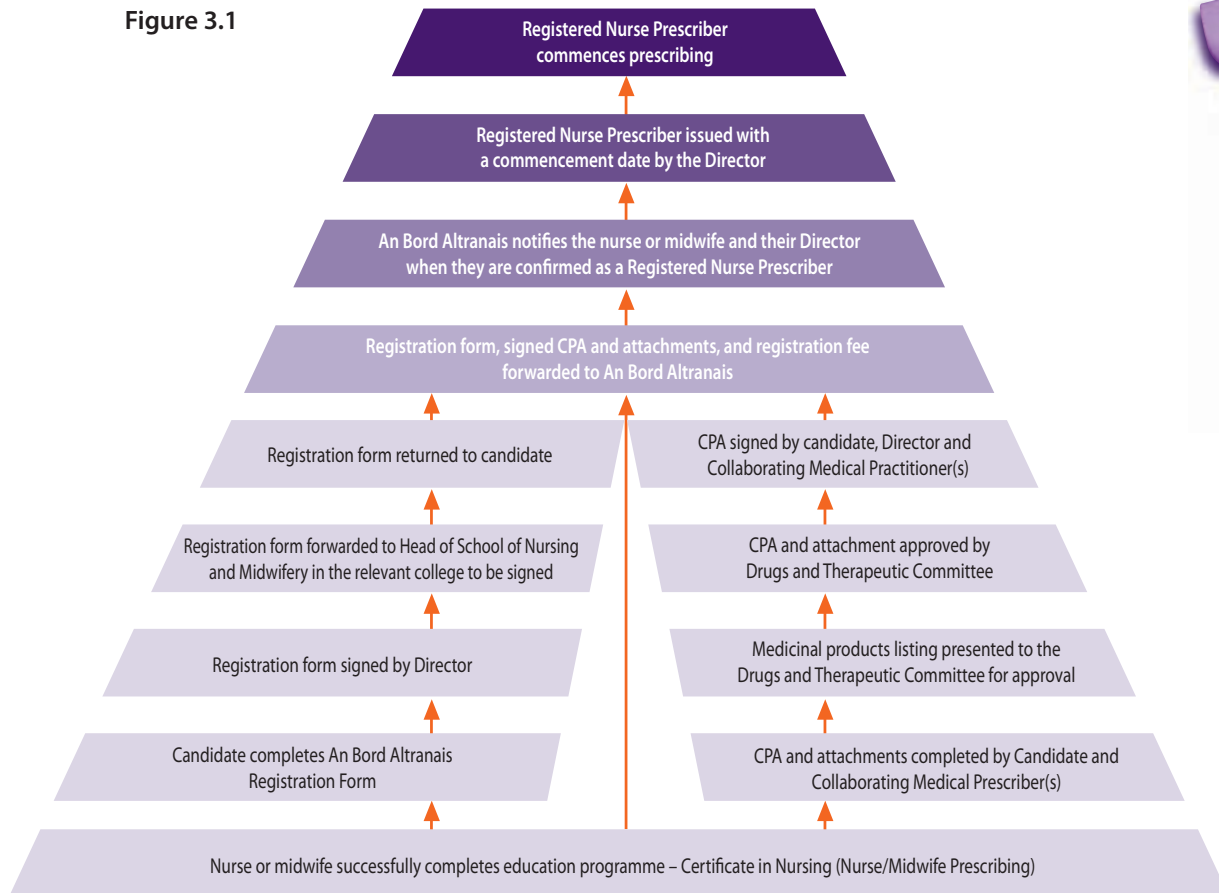 Figure 3.1
Registered Nurse Prescriber
commences prescribing
Registered Nurse Prescriber issued with
a commencement date by the Director
An Bord Altranais notifies the nurse or midwife and their Director
when they are confirmed as a Registered Nurse Prescriber
Registration form, signed CPA and attachments, and registration fee
forwarded to An Bord Altranais
Registration form returned to candidate
CPA signed by candidate, Director and
Collaborating Medical Practitioner(s)
Registration form forwarded to Head of School of Nursing
and Midwifery in the relevant college to be signed
CPA and attachment approved by
Drugs and Therapeutic Committee
Registration form signed by Director
Medicinal products listing presented to the
Drugs and Therapeutic Committee for approval
Candidate completes An Bord Altranais
Registration Form
CPA and attachments completed by Candidate and
Collaborating Medical Prescriber(s)
Nurse or midwife successfully completes education programme – Certificate in Nursing (Nurse/Midwife Prescribing)